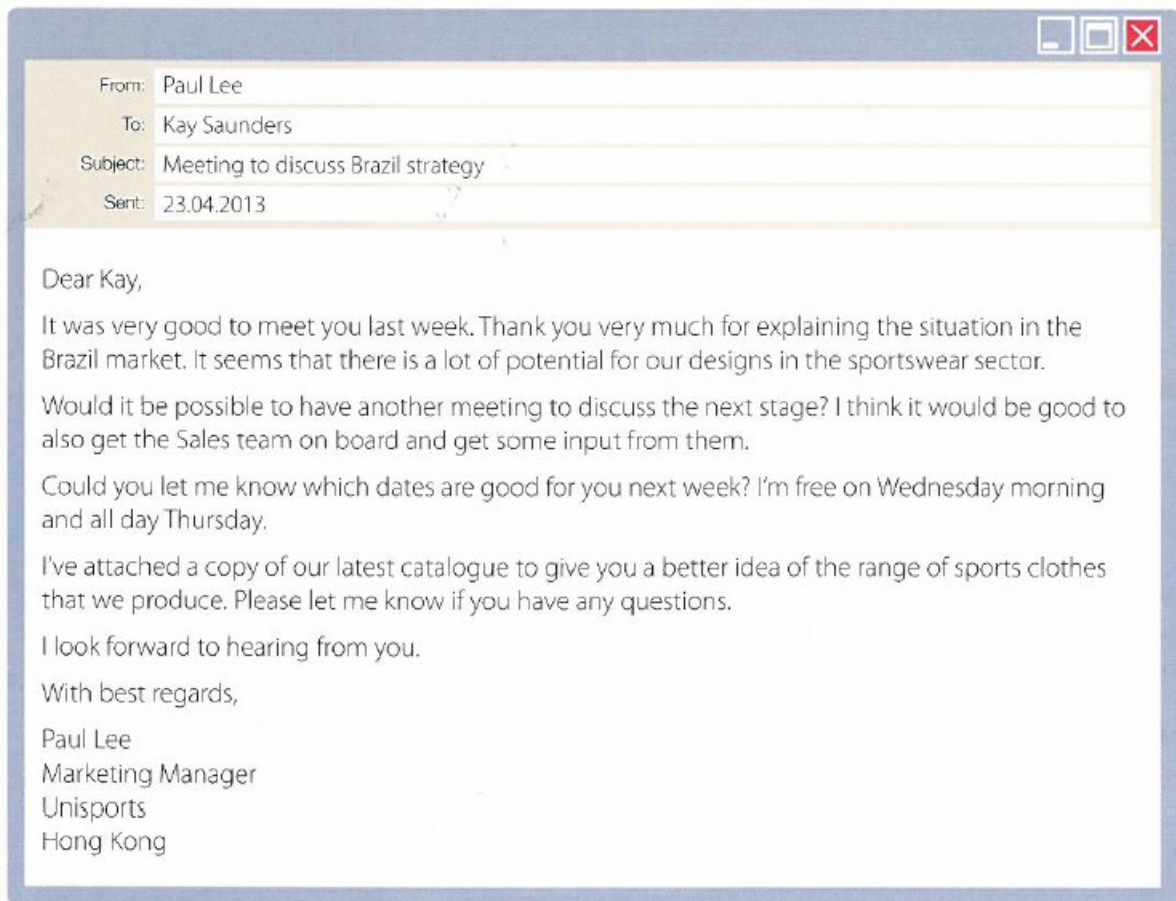 From: Paul Lee
To: Kay Saunders
Subject: Meeting to discuss Brazil strategy
Sent: 23.04.2013
Dear Kay,
It was very good to meet you last week. Thank you very much for explaining the situation in the
Brazil market. It seems that there is a lot of potential for our designs in the sportswear sector.
Would it be possible to have another meeting to discuss the next stage? I think it would be good to
also get the Sales team on board and get some input from them.
Could you let me know which dates are good for you next week? I'm free on Wednesday morning
and all day Thursday.
I've attached a copy of our latest catalogue to give you a better idea of the range of sports clothes
that we produce. Please let me know if you have any questions.
I look forward to hearing from you.
With best regards,
Paul Lee
Marketing Manager
Unisports
Hong Kong